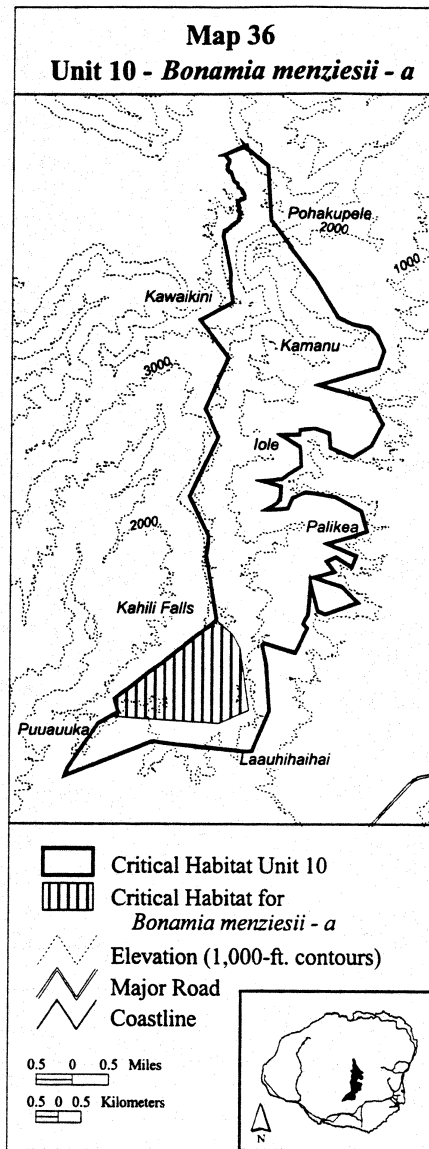 Map 36
Unit 10 - Bonamia menziesii - a
Pohakupele
2000
1000
Kawaikini
Kamanu
3000
Iole
2000
Palikea
Kahili Falls
Puuauuka
Laauhihaihai
Critical Habitat Unit 10
Critical Habitat for
Bonamia menziesii - a
Elevation (1,000-ft. contours)
Major Road
Coastline
0.5 0 0.5 Miles
0.5 0 0.5 Kilometers
N